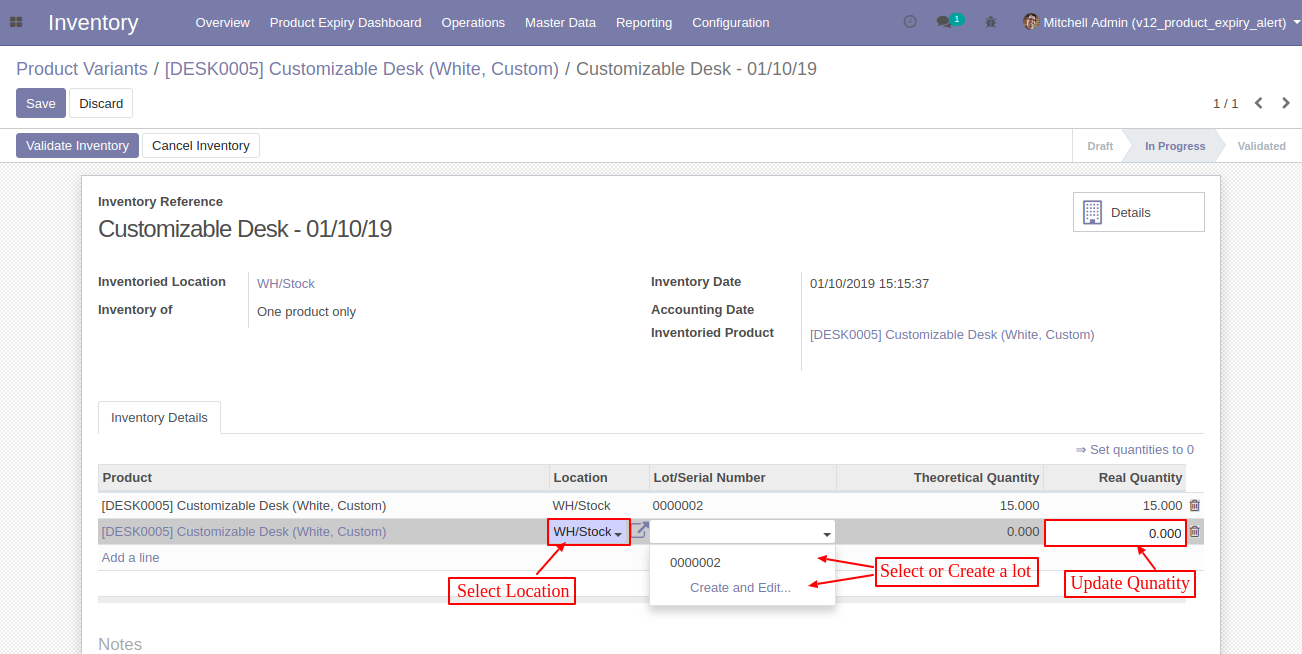 Inventory Overview Product Expiry Dashboard Operations Master Data Reporting Configuration 1 Mitchell Admin (v12_product_expiry_alert)
Product Variants / [DESK0005] Customizable Desk (White, Custom) / Customizable Desk - 01/10/19
Save Discard 1 / 1
Validate Inventory Cancel Inventory Draft In Progress Validated
Inventory Reference
Customizable Desk - 01/10/19
Details
Inventoried Location WH/Stock
Inventory of One product only
Inventory Date 01/10/2019 15:15:37
Accounting Date
Inventoried Product [DESK0005] Customizable Desk (White, Custom)
Inventory Details
⇒ Set quantities to 0
Product Location Lot/Serial Number Theoretical Quantity Real Quantity
[DESK0005] Customizable Desk (White, Custom) WH/Stock 0000002 15.000 15.000
[DESK0005] Customizable Desk (White, Custom) WH/Stock 0.000 0.000
Add a line
0000002
Create and Edit...
Select Location
Select or Create a lot
Update Qunatity
Notes